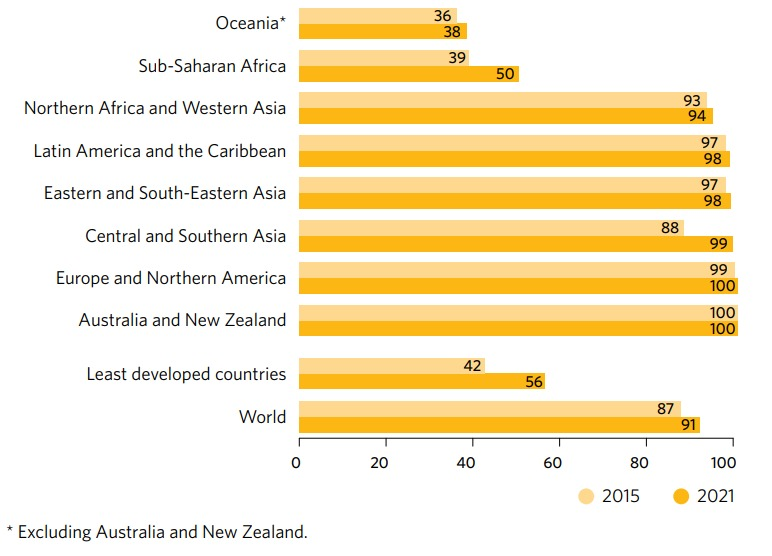 Oceania* 36
38
Sub-Saharan Africa 39
50
Northern Africa and Western Asia 93
94
Latin America and the Caribbean 97
98
Eastern and South-Eastern Asia 97
98
Central and Southern Asia 88
99
Europe and Northern America 99
100
Australia and New Zealand 100
100
Least developed countries 42
56
World 87
91
0 20 40 60 80 100
2015 2021
* Excluding Australia and New Zealand.